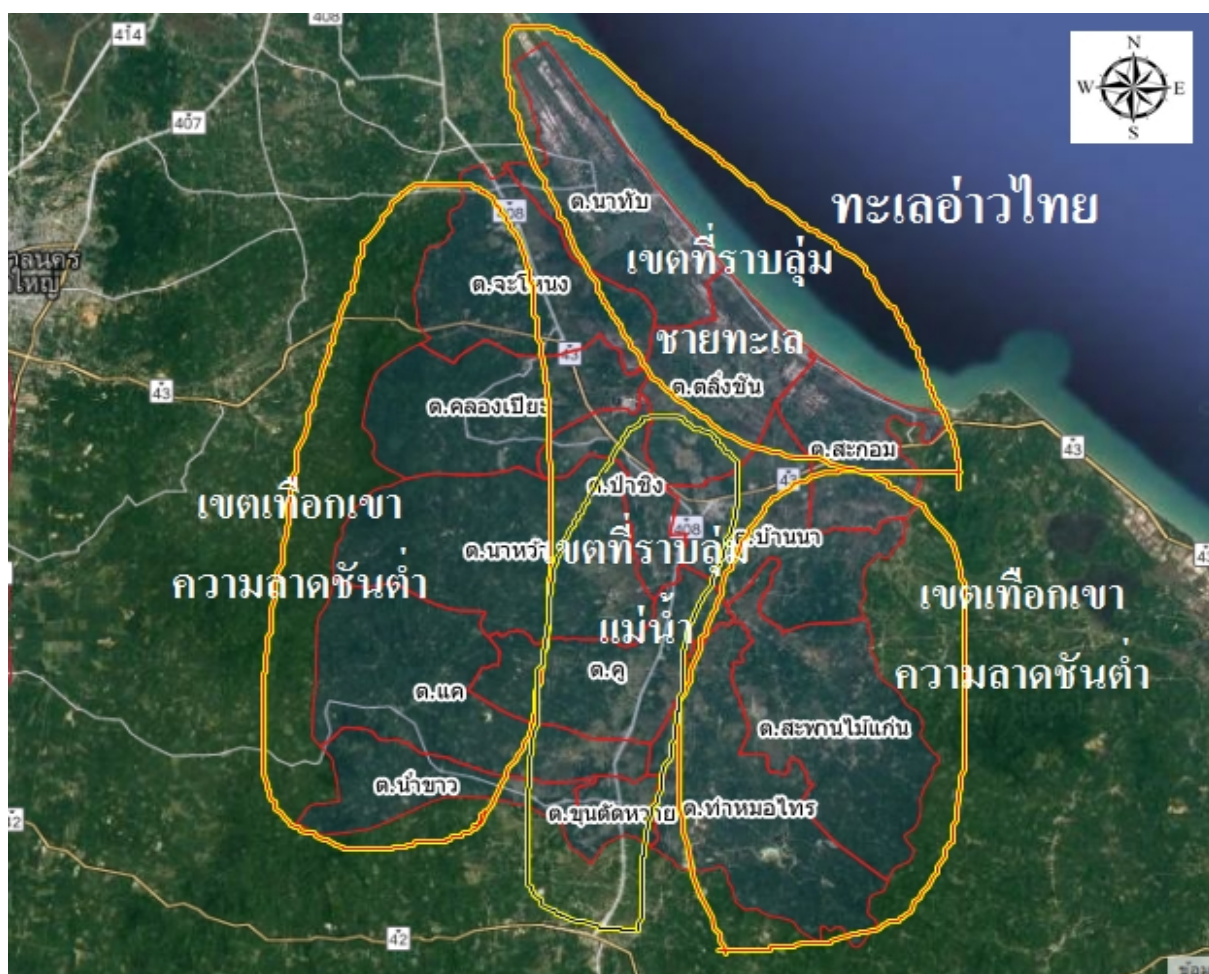 408
414
N
407
W E
S
ต.นาทับ
ทะเลอ่าวไทย
408
เขตที่ราบลุ่ม
ต.จะโหนง
ชายทะเล
43
ต.ตลิ่งชัน
43
ต.คลองเปียะ
ต.สะกอม
43
43
ต.ป่าชิง
เขตเทือกเขา
408
ต.บ้านนา
ต.นาหว้า
เขตที่ราบลุ่ม
ความลาดชันต่ำ
เขตเทือกเขา
แม่น้ำ
ต.คู
ความลาดชันต่ำ
ต.แค
ต.สะพานไม้แก่น
ต.น้ำขาว
ต.ขุนตัดหวาย
ต.ท่าหมอไทร
42